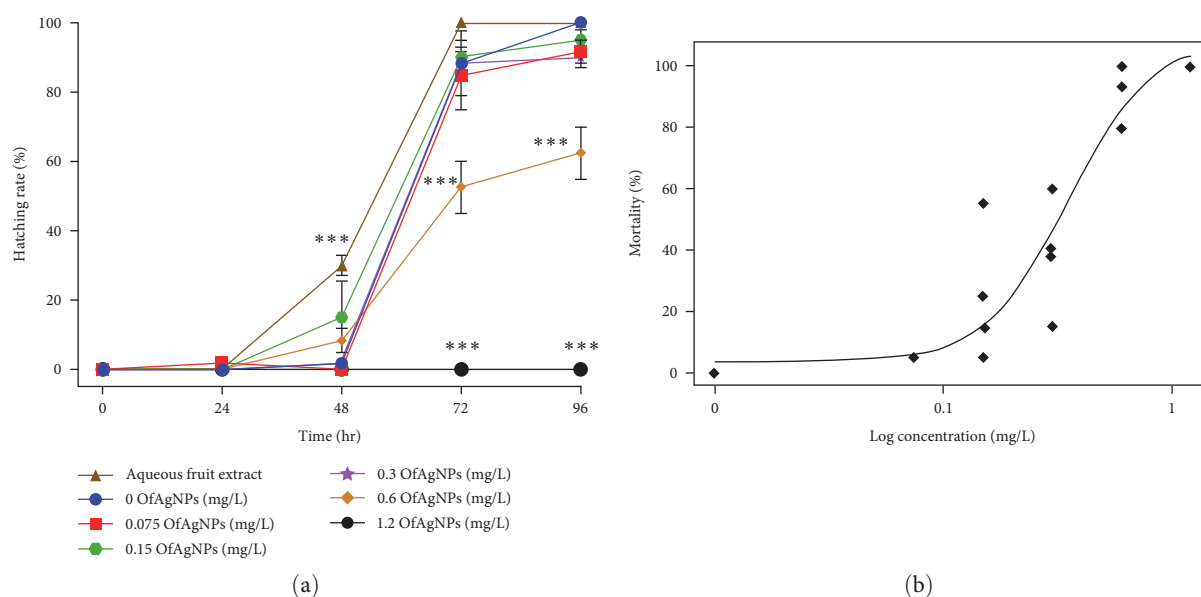 100
80
60
40
20
0
Hatching rate (%)
***
***
***
***
***
0
24
48
72
96
Time (hr)
Aqueous fruit extract
0 OfAgNPs (mg/L)
0.075 OfAgNPs (mg/L)
0.15 OfAgNPs (mg/L)
0.3 OfAgNPs (mg/L)
0.6 OfAgNPs (mg/L)
1.2 OfAgNPs (mg/L)
(a)
100
80
60
40
20
0
Mortality (%)
0
0.1
1
Log concentration (mg/L)
(b)